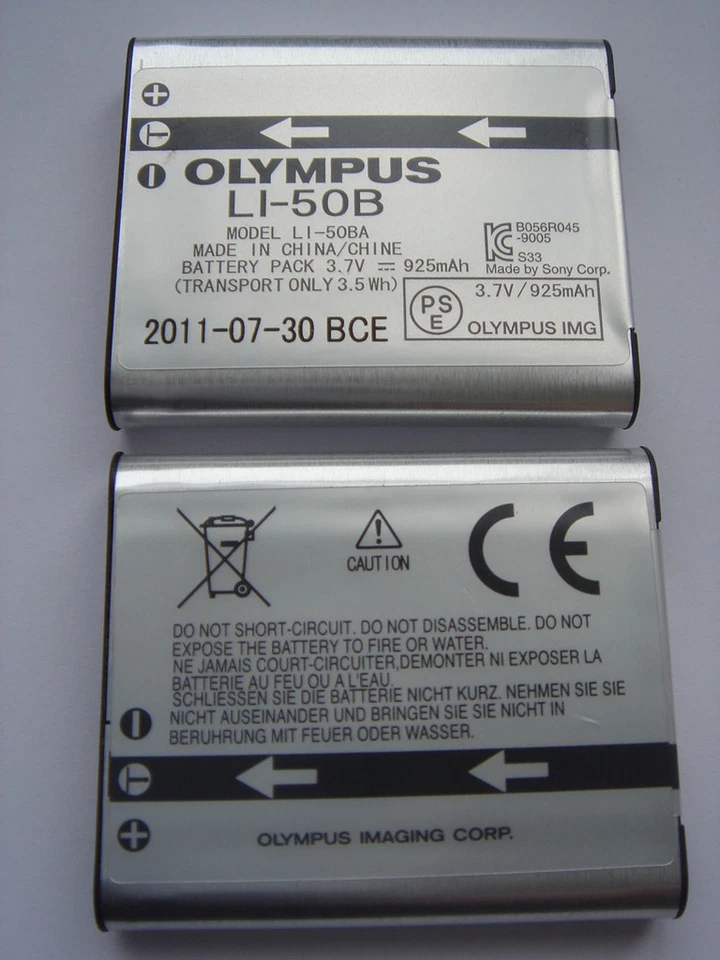 OLYMPUS
LI-50B
MODEL LI-50BA
MADE IN CHINA/CHINE
BATTERY PACK 3.7V ⎓ 925mAh
(TRANSPORT ONLY 3.5 Wh)
2011-07-30 BCE
B056R045
-9005
S33
Made by Sony Corp.
PS
E
3.7V/925mAh
OLYMPUS IMG
CAUTION
CE
DO NOT SHORT-CIRCUIT. DO NOT DISASSEMBLE. DO NOT
EXPOSE THE BATTERY TO FIRE OR WATER.
NE JAMAIS COURT-CIRCUITER,DEMONTER NI EXPOSER LA
BATTERIE AU FEU OU A L'EAU.
SCHLIESSEN SIE DIE BATTERIE NICHT KURZ. NEHMEN SIE SIE
NICHT AUSEINANDER UND BRINGEN SIE SIE NICHT IN
BERUHRUNG MIT FEUER ODER WASSER.
OLYMPUS IMAGING CORP.